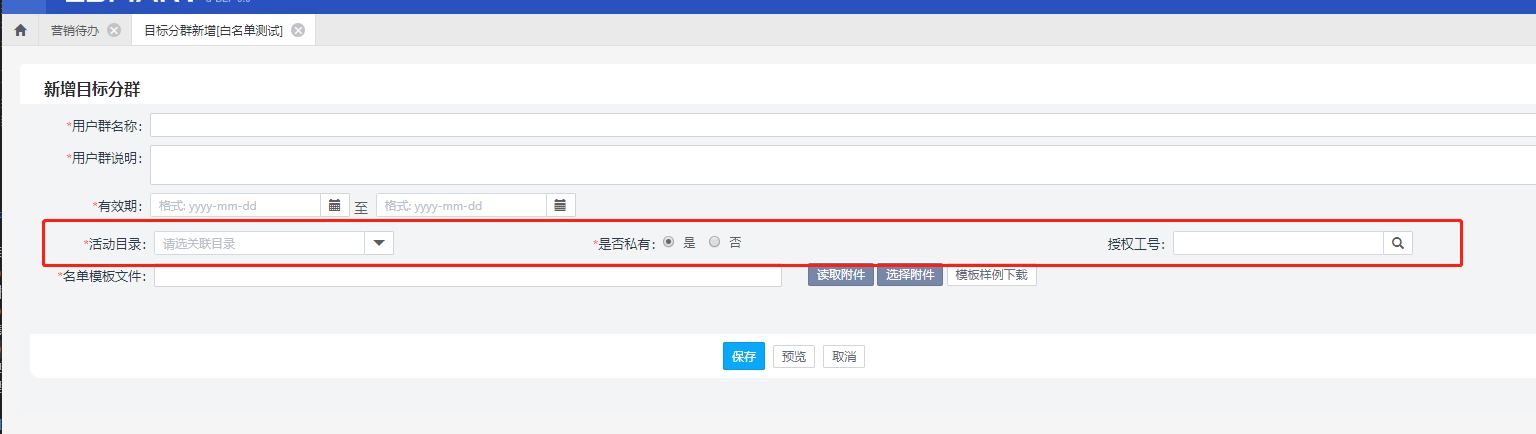 营销待办 目标分群新增[白名单测试]
新增目标分群
*用户群名称:
*用户群说明:
*有效期: 格式: yyyy-mm-dd 至 格式: yyyy-mm-dd
*活动目录: 请选关联目录 *是否私有: 是 否 授权工号:
*名单模板文件: 读取附件 选择附件 模板样例下载
保存 预览 取消